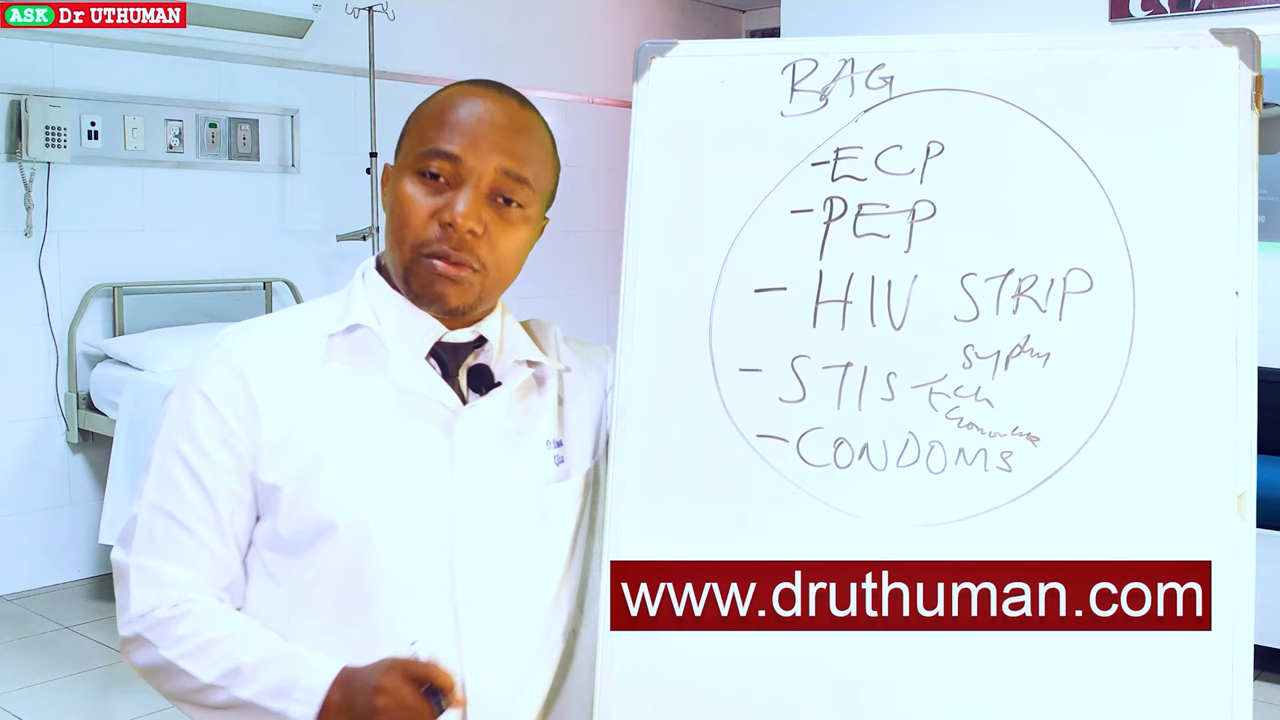 ASK Dr UTHUMAN
BAG
-ECP
-PEP
- HIV STRIP
- STIS
- CONDOMS
www.druthuman.com